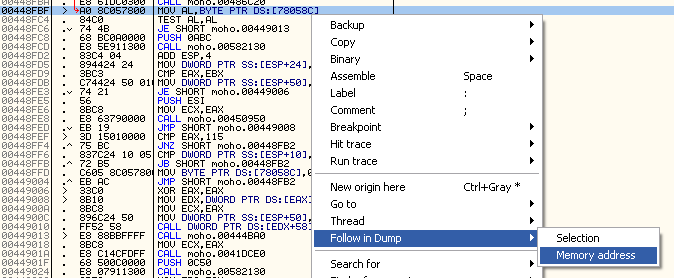 00448FBA . E8 61DC0300 CALL moho.00486C20
00448FBF > A0 8C057800 MOV AL,BYTE PTR DS:[78058C]
00448FC4 . 84C0 TEST AL,AL
00448FC6 . 74 4B JE SHORT moho.00449013
00448FC8 . 68 BC0A0000 PUSH 0ABC
00448FCD . E8 5E911300 CALL moho.00582130
00448FD2 . 83C4 04 ADD ESP,4
00448FD5 . 894424 24 MOV DWORD PTR SS:[ESP+24],
00448FD9 . 3BC3 CMP EAX,EBX
00448FDB . C74424 50 01 MOV DWORD PTR SS:[ESP+50],
00448FE3 . 74 21 JE SHORT moho.00449006
00448FE5 . 56 PUSH ESI
00448FE6 . 8BC8 MOV ECX,EAX
00448FE8 . E8 63790000 CALL moho.00450950
00448FED . EB 19 JMP SHORT moho.00449008
00448FEF > 3D 15010000 CMP EAX,115
00448FF4 . 75 BC JNZ SHORT moho.00448FB2
00448FF6 . 837C24 10 05 CMP DWORD PTR SS:[ESP+10],
00448FFB . 72 B5 JB SHORT moho.00448FB2
00448FFD . C605 8C057800 MOV BYTE PTR DS:[78058C],
00449004 . EB AC JMP SHORT moho.00448FB2
00449006 > 33C0 XOR EAX,EAX
00449008 > 8B10 MOV EDX,DWORD PTR DS:[EAX]
0044900A . 8BC8 MOV ECX,EAX
0044900C . 896C24 50 MOV DWORD PTR SS:[ESP+50],
00449010 . FF52 58 CALL DWORD PTR DS:[EDX+58]
00449013 > E8 88BBFFFF CALL moho.00444BA0
00449018 . 8BC8 MOV ECX,EAX
0044901A . E8 14CFDFF CALL moho.0041DCE0
0044901F . 68 500C0000 PUSH 0C50
00449024 . E8 07911300 CALL moho.00582130
Backup
Copy
Binary
Assemble Space
Label :
Comment ;
Breakpoint
Hit trace
Run trace
New origin here Ctrl+Gray *
Go to
Thread
Follow in Dump
Search for
Selection
Memory address